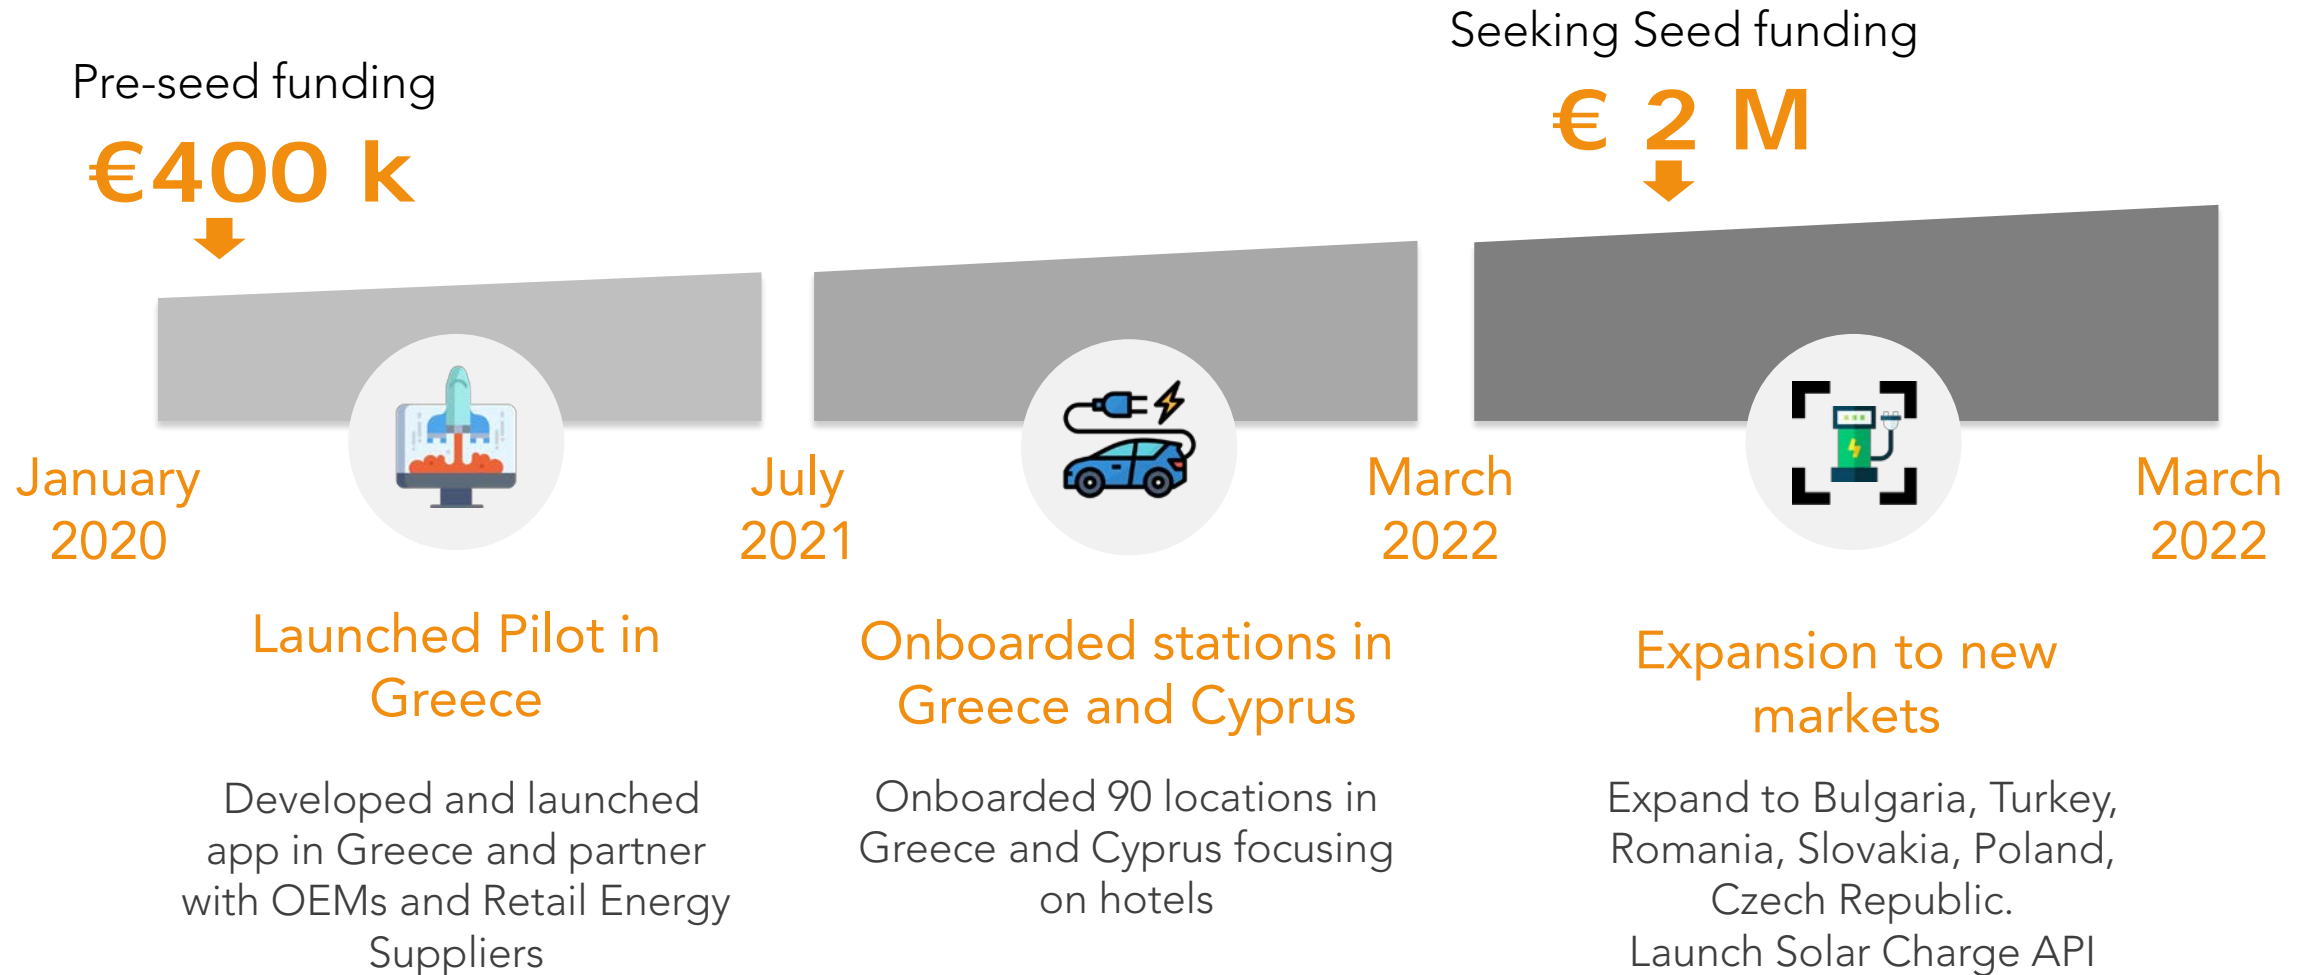 Pre-seed funding
€400 k
Seeking Seed funding
€ 2 M
January
2020
July
2021
March
2022
March
2022
Launched Pilot in
Greece
Developed and launched
app in Greece and partner
with OEMs and Retail Energy
Suppliers
Onboarded stations in
Greece and Cyprus
Onboarded 90 locations in
Greece and Cyprus focusing
on hotels
Expansion to new
markets
Expand to Bulgaria, Turkey,
Romania, Slovakia, Poland,
Czech Republic.
Launch Solar Charge API